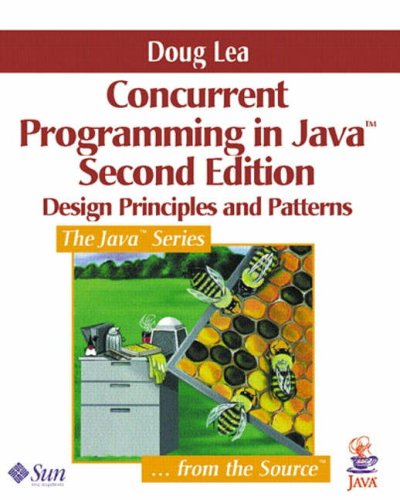 Doug Lea
Concurrent
Programming in Java™
Second Edition
Design Principles and Patterns
The Java™ Series
... from the Source™
Sun
JAVA™